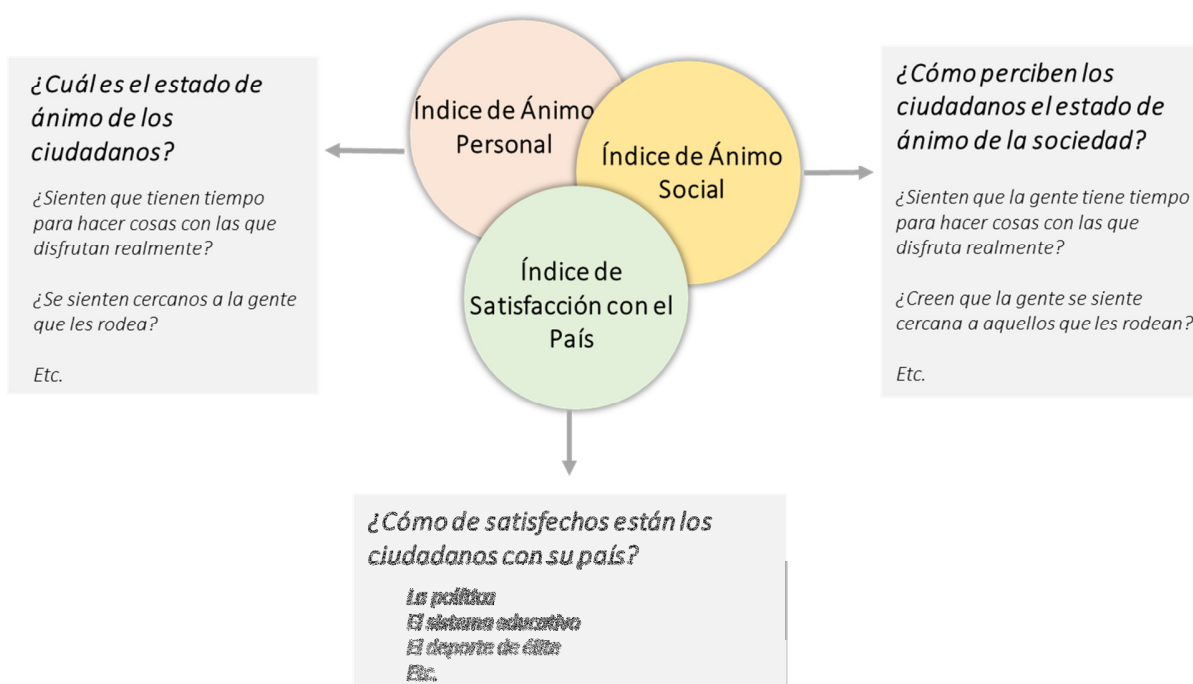 ¿Cuál es el estado de
ánimo de los
ciudadanos?
¿Sienten que tienen tiempo
para hacer cosas con las que
disfrutan realmente?
¿Se sienten cercanos a la gente
que les rodea?
Etc.
Índice de Ánimo
Personal
Índice de Ánimo
Social
Índice de
Satisfacción con el
País
¿Cómo perciben los
ciudadanos el estado de
ánimo de la sociedad?
¿Sienten que la gente tiene tiempo
para hacer cosas con las que
disfruta realmente?
¿Creen que la gente se siente
cercana a aquellos que les rodean?
Etc.
¿Cómo de satisfechos están los
ciudadanos con su país?
La política
El sistema educativo
El deporte de élite
Etc.